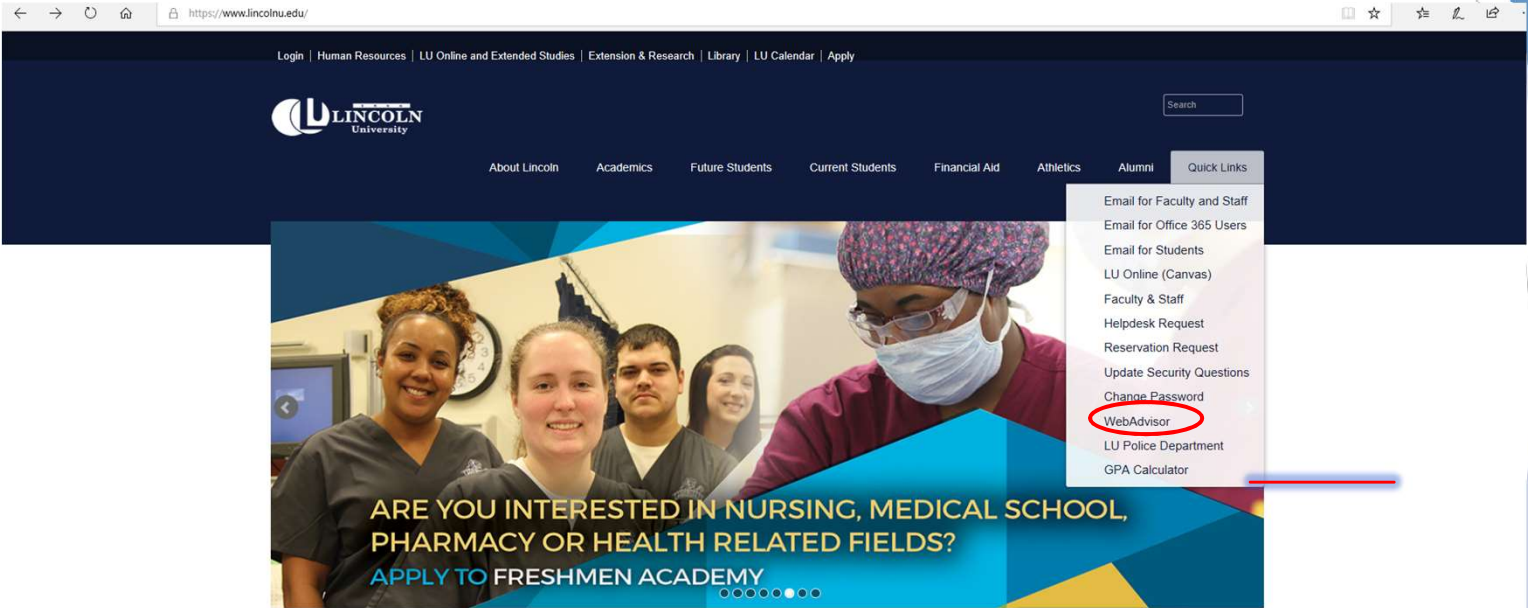 https://www.lincolnu.edu/
Login | Human Resources | LU Online and Extended Studies | Extension & Research | Library | LU Calendar | Apply
LINCOLN
University
Search
About Lincoln Academics Future Students Current Students Financial Aid Athletics Alumni Quick Links
Email for Faculty and Staff
Email for Office 365 Users
Email for Students
LU Online (Canvas)
Faculty & Staff
Helpdesk Request
Reservation Request
Update Security Questions
Change Password
WebAdvisor
LU Police Department
GPA Calculator
ARE YOU INTERESTED IN NURSING, MEDICAL SCHOOL,
PHARMACY OR HEALTH RELATED FIELDS?
APPLY TO FRESHMEN ACADEMY